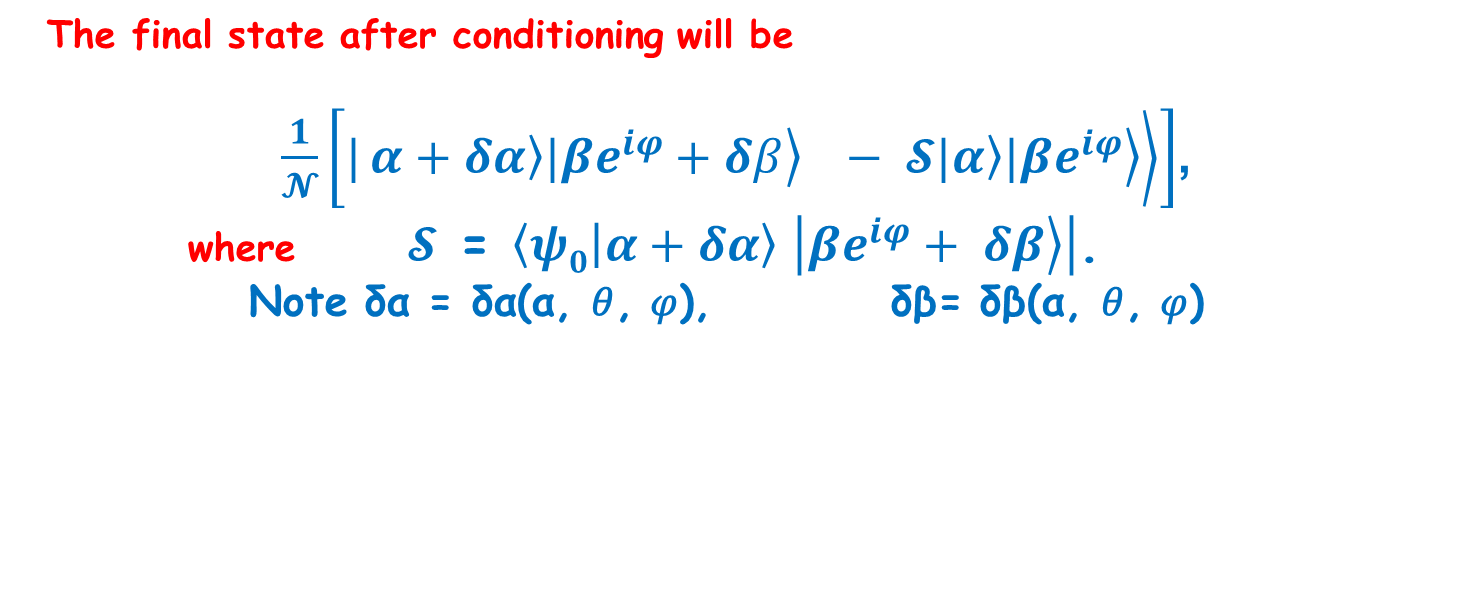 The final state after conditioning will be
1/𝒩 [| α + δα⟩|βe^{iφ} + δβ⟩ − 𝒮|α⟩|βe^{iφ}⟩⟩],
where 𝒮 = ⟨ψ₀|α + δα⟩ |βe^{iφ} + δβ⟩|.
Note δα = δα(α, θ, φ), δβ= δβ(α, θ, φ)